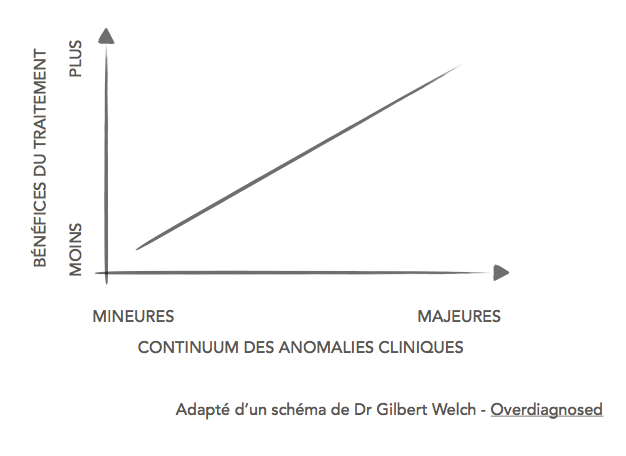 BÉNÉFICES DU TRAITEMENT
PLUS
MOINS
MINEURES
MAJEURES
CONTINUUM DES ANOMALIES CLINIQUES
Adapté d’un schéma de Dr Gilbert Welch - Overdiagnosed